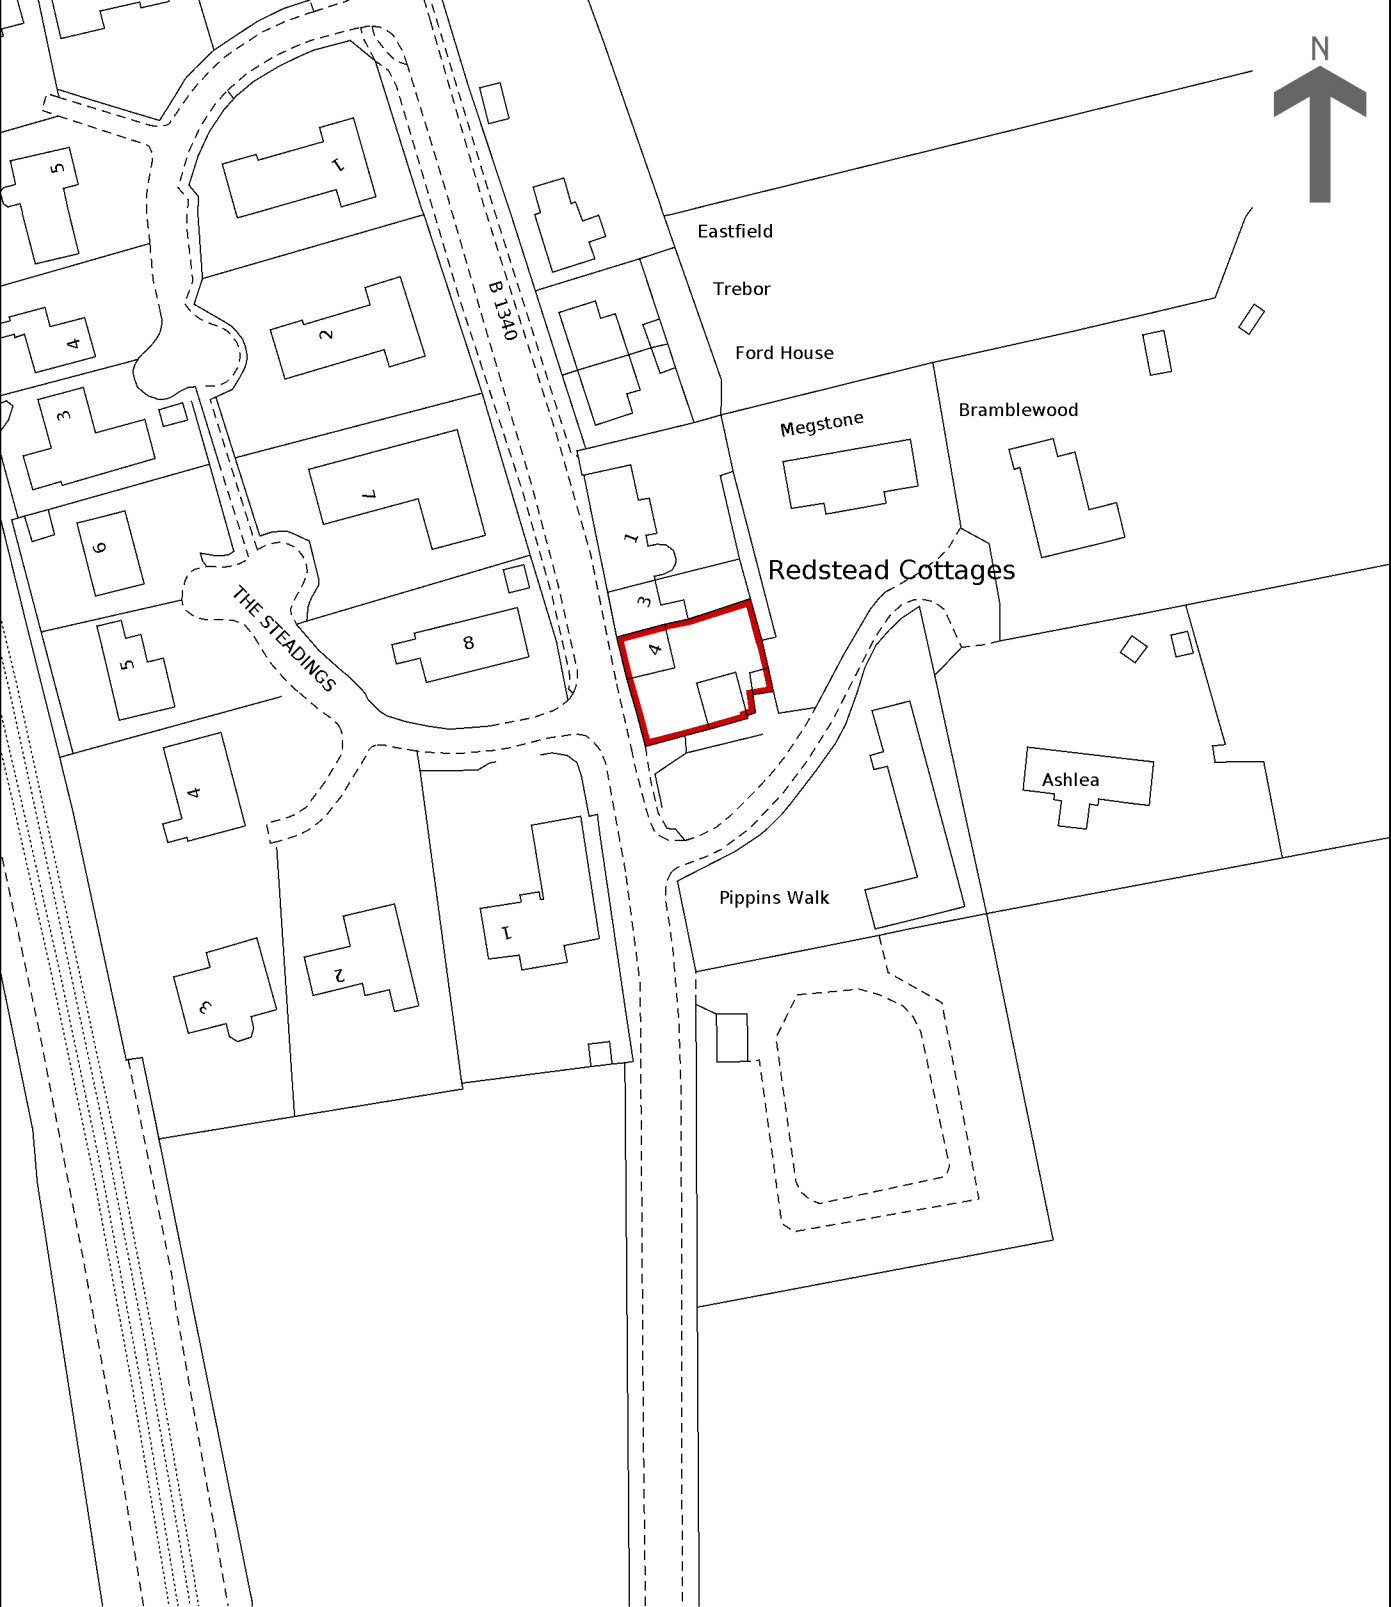 N
5
1
Eastfield
Trebor
B 1340
2
4
Ford House
3
Bramblewood
Megstone
7
1
6
Redstead Cottages
3
THE STEADINGS
8
4
5
Ashlea
4
Pippins Walk
1
2
3